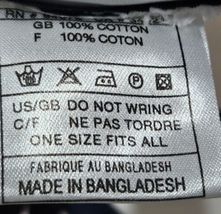 RN
GB 100% COTTON
F 100% COTON
P
US/GB DO NOT WRING
C/F NE PAS TORDRE
ONE SIZE FITS ALL
FABRIQUE AU BANGLADESH
MADE IN BANGLADESH